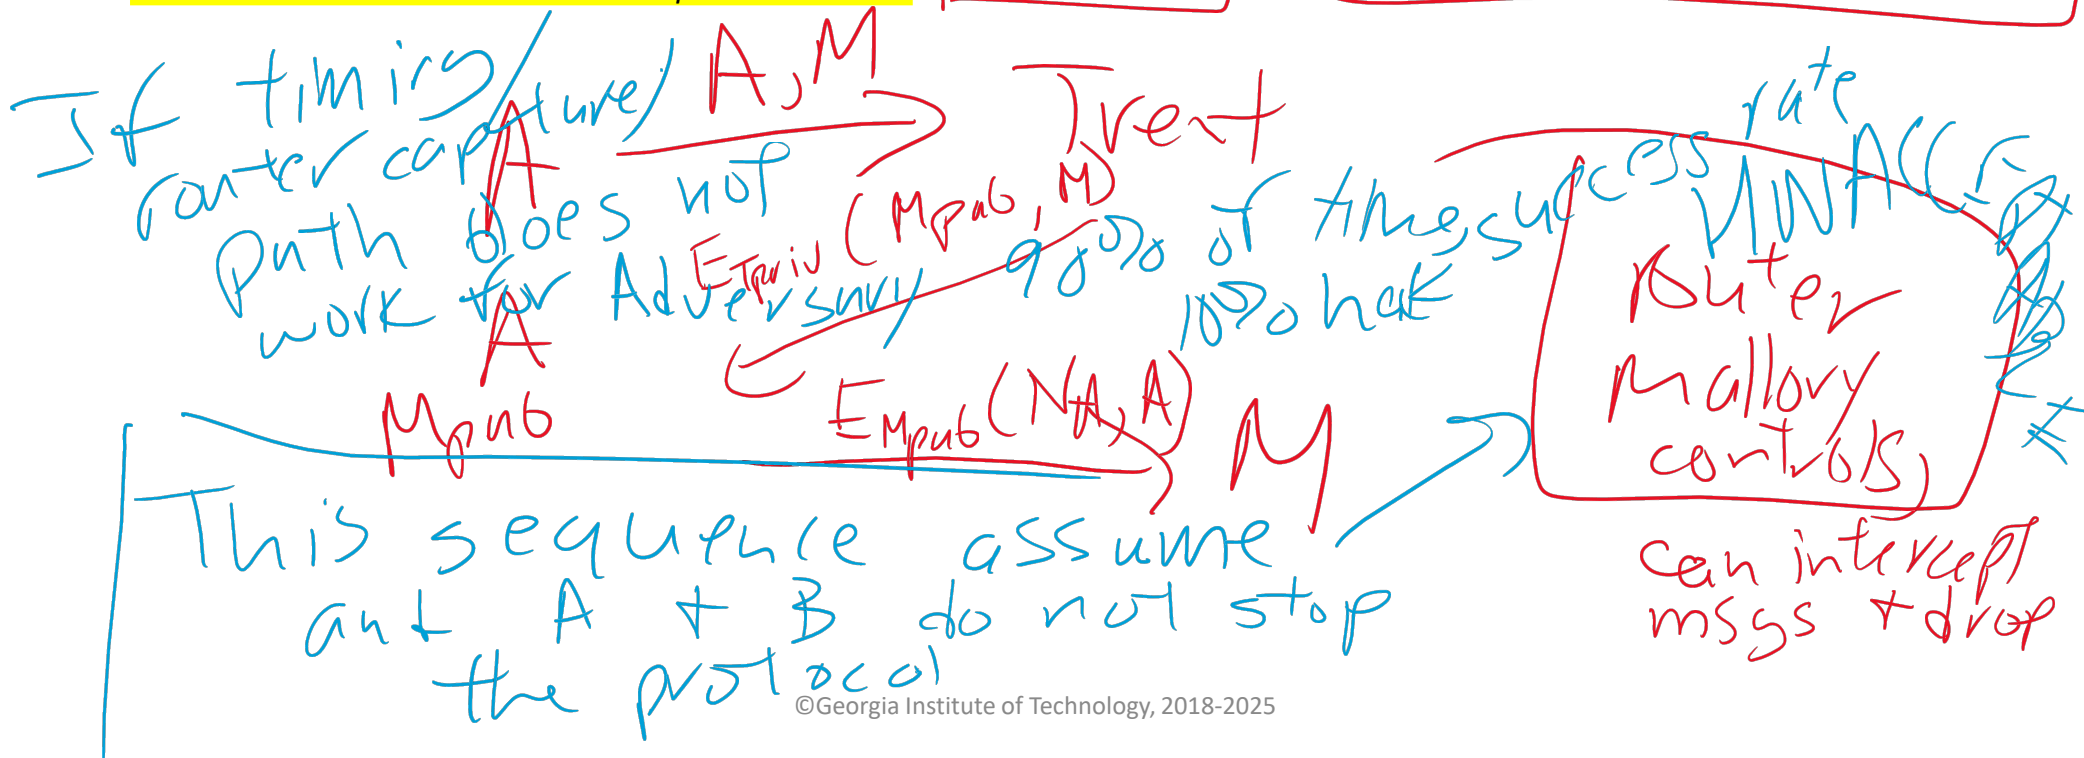 If timing/
router capture/
path does not
work for Adversary
90% of time, success rate
10% hack
UNACCEPTABLE
A, M
Trent
A
E_Tpriv (Mpub, M)
A
Mpub
E_Mpub (NA, A)
M
router
Mallory
controls,
can intercept
msgs + drop
This sequence assume
and A + B do not stop
the protocol
©Georgia Institute of Technology, 2018-2025